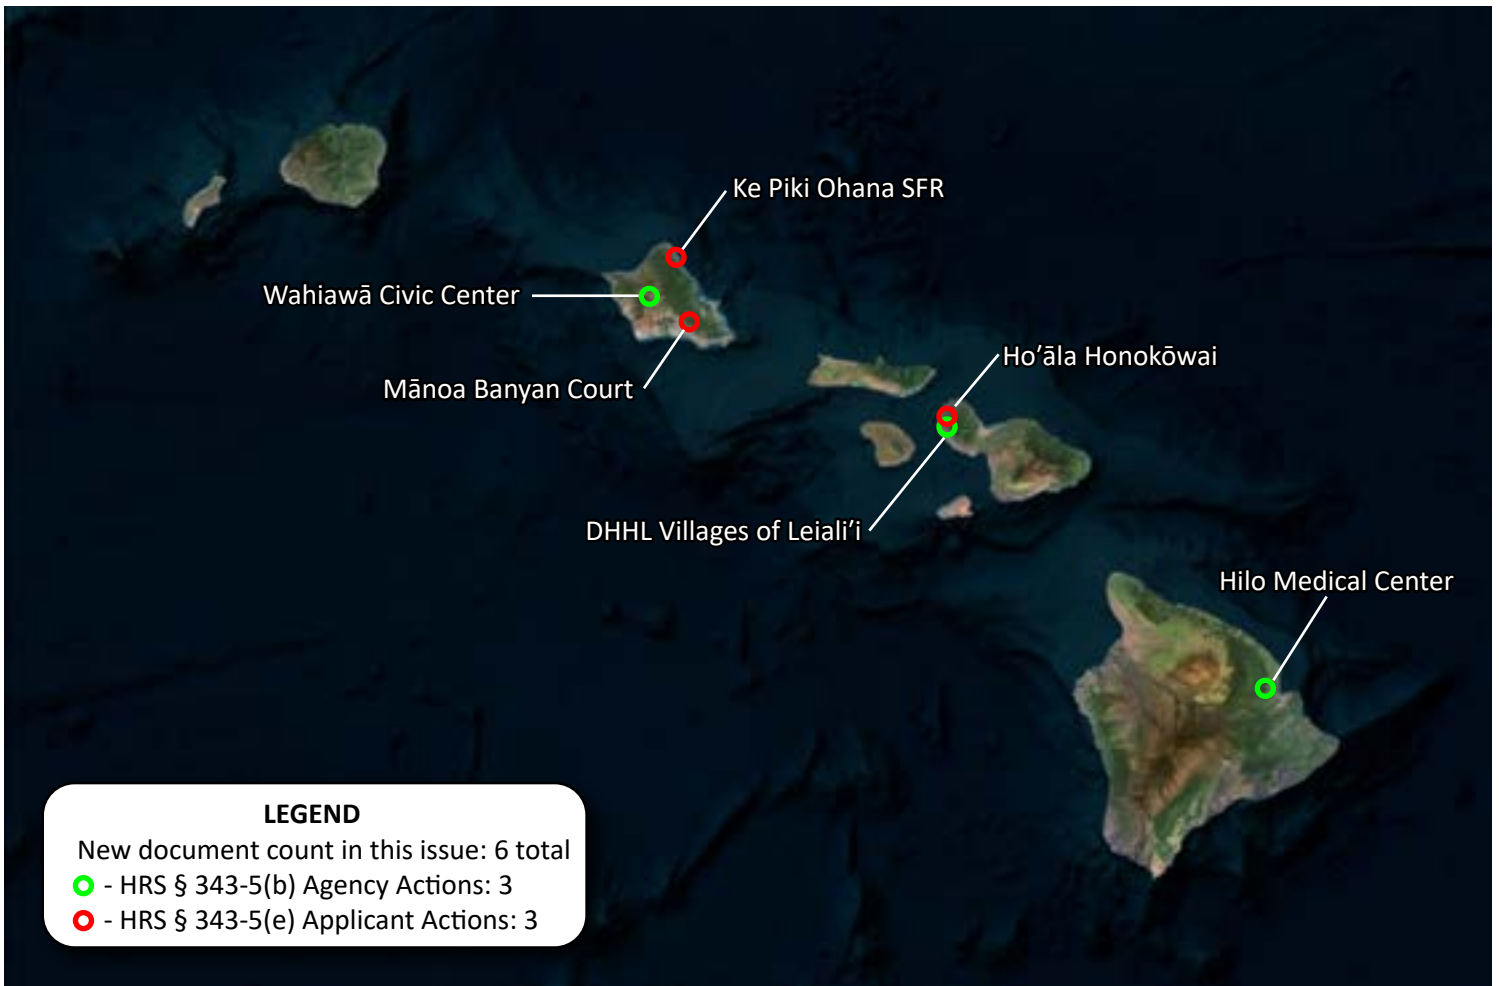 Ke Piki Ohana SFR
Wahiawā Civic Center
Mānoa Banyan Court
Ho’āla Honokōwai
DHHL Villages of Leiali’i
Hilo Medical Center
LEGEND
New document count in this issue: 6 total
- HRS § 343-5(b) Agency Actions: 3
- HRS § 343-5(e) Applicant Actions: 3